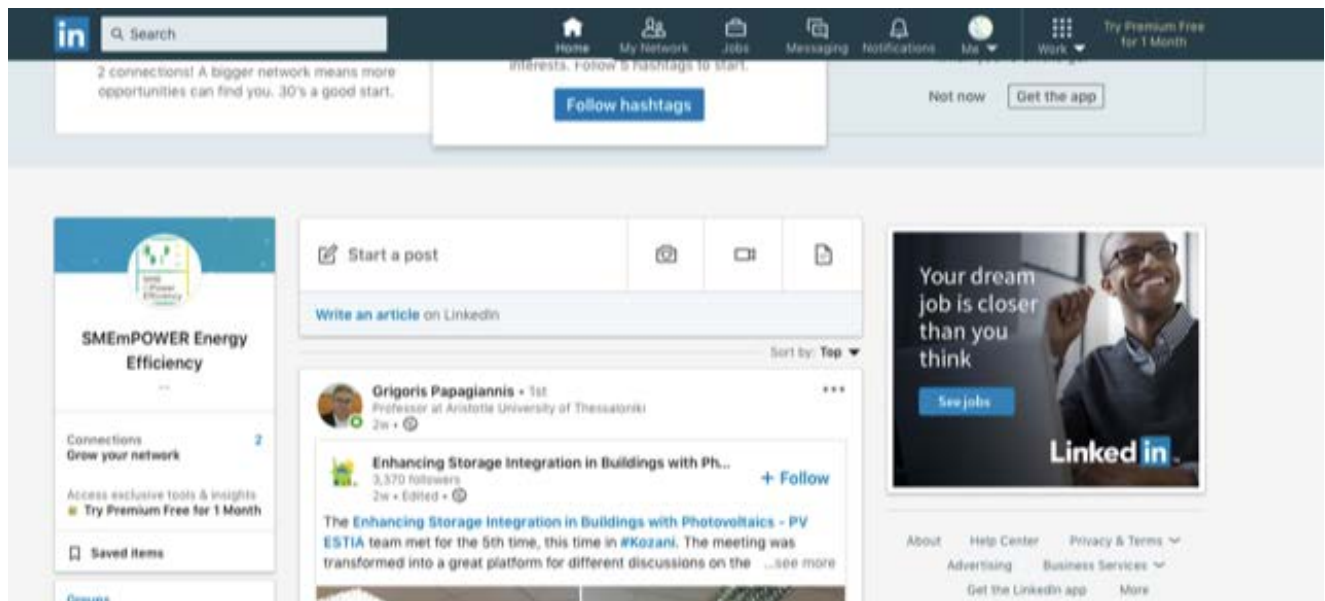 in
Search
Home
My Network
Jobs
Messaging
Notifications
Me
Work
Try Premium Free
for 1 Month
2 connections! A bigger network means more
opportunities can find you. 30's a good start.
interests. Follow 5 hashtags to start.
Follow hashtags
Not now
Get the app
SME
Power
Efficiency
SMEmPOWER Energy
Efficiency
--
Connections 2
Grow your network
Access exclusive tools & insights
Try Premium Free for 1 Month
Saved items
Groups
Start a post
Write an article on LinkedIn
Sort by: Top
Grigoris Papagiannis • 1st
Professor at Aristotle University of Thessaloniki
2w •
Enhancing Storage Integration in Buildings with Ph...
3,370 followers
2w • Edited •
+ Follow
The Enhancing Storage Integration in Buildings with Photovoltaics - PV
ESTIA team met for the 5th time, this time in #Kozani. The meeting was
transformed into a great platform for different discussions on the ...see more
Your dream
job is closer
than you
think
See jobs
Linked in
About Help Center Privacy & Terms
Advertising Business Services
Get the LinkedIn app More